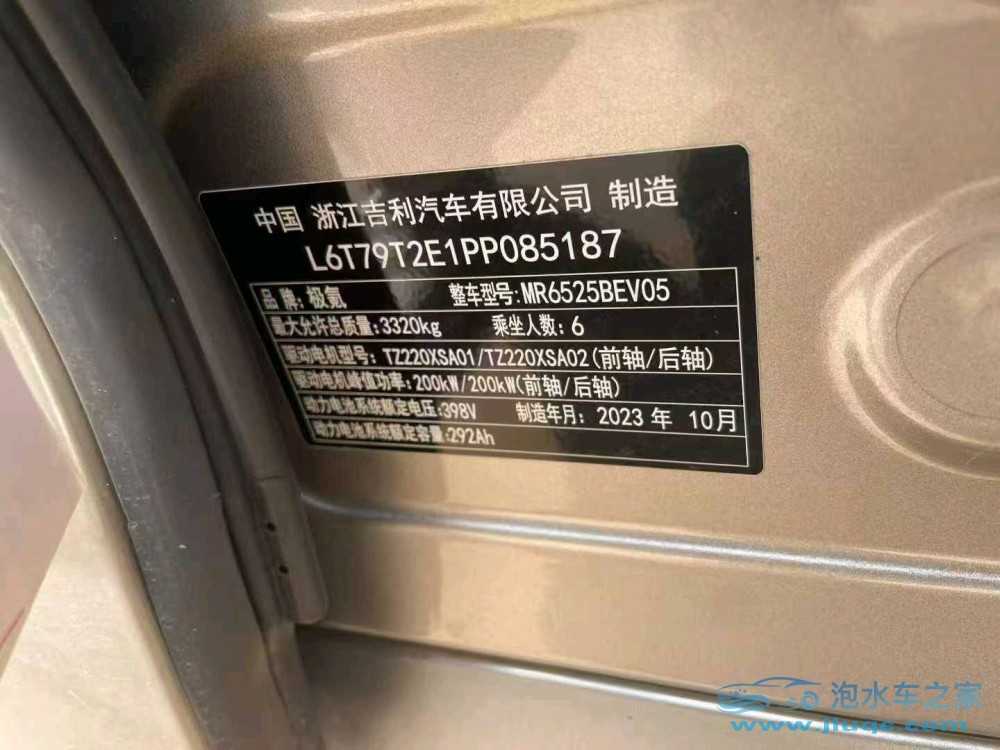 中国 浙江吉利汽车有限公司 制造
L6T79T2E1PP085187
品 牌:极氪 整车型号:MR6525BEV05
最大允许总质量:3320kg 乘坐人数:6
驱动电机型号:TZ220XSA01/TZ220XSA02(前轴/后轴)
驱动电机峰值功率:200kW/200kW(前轴/后轴)
动力电池系统额定电压:398V 制造年月:2023年 10月
动力电池系统额定容量:292Ah
泡水车之家
www.jluqc.com